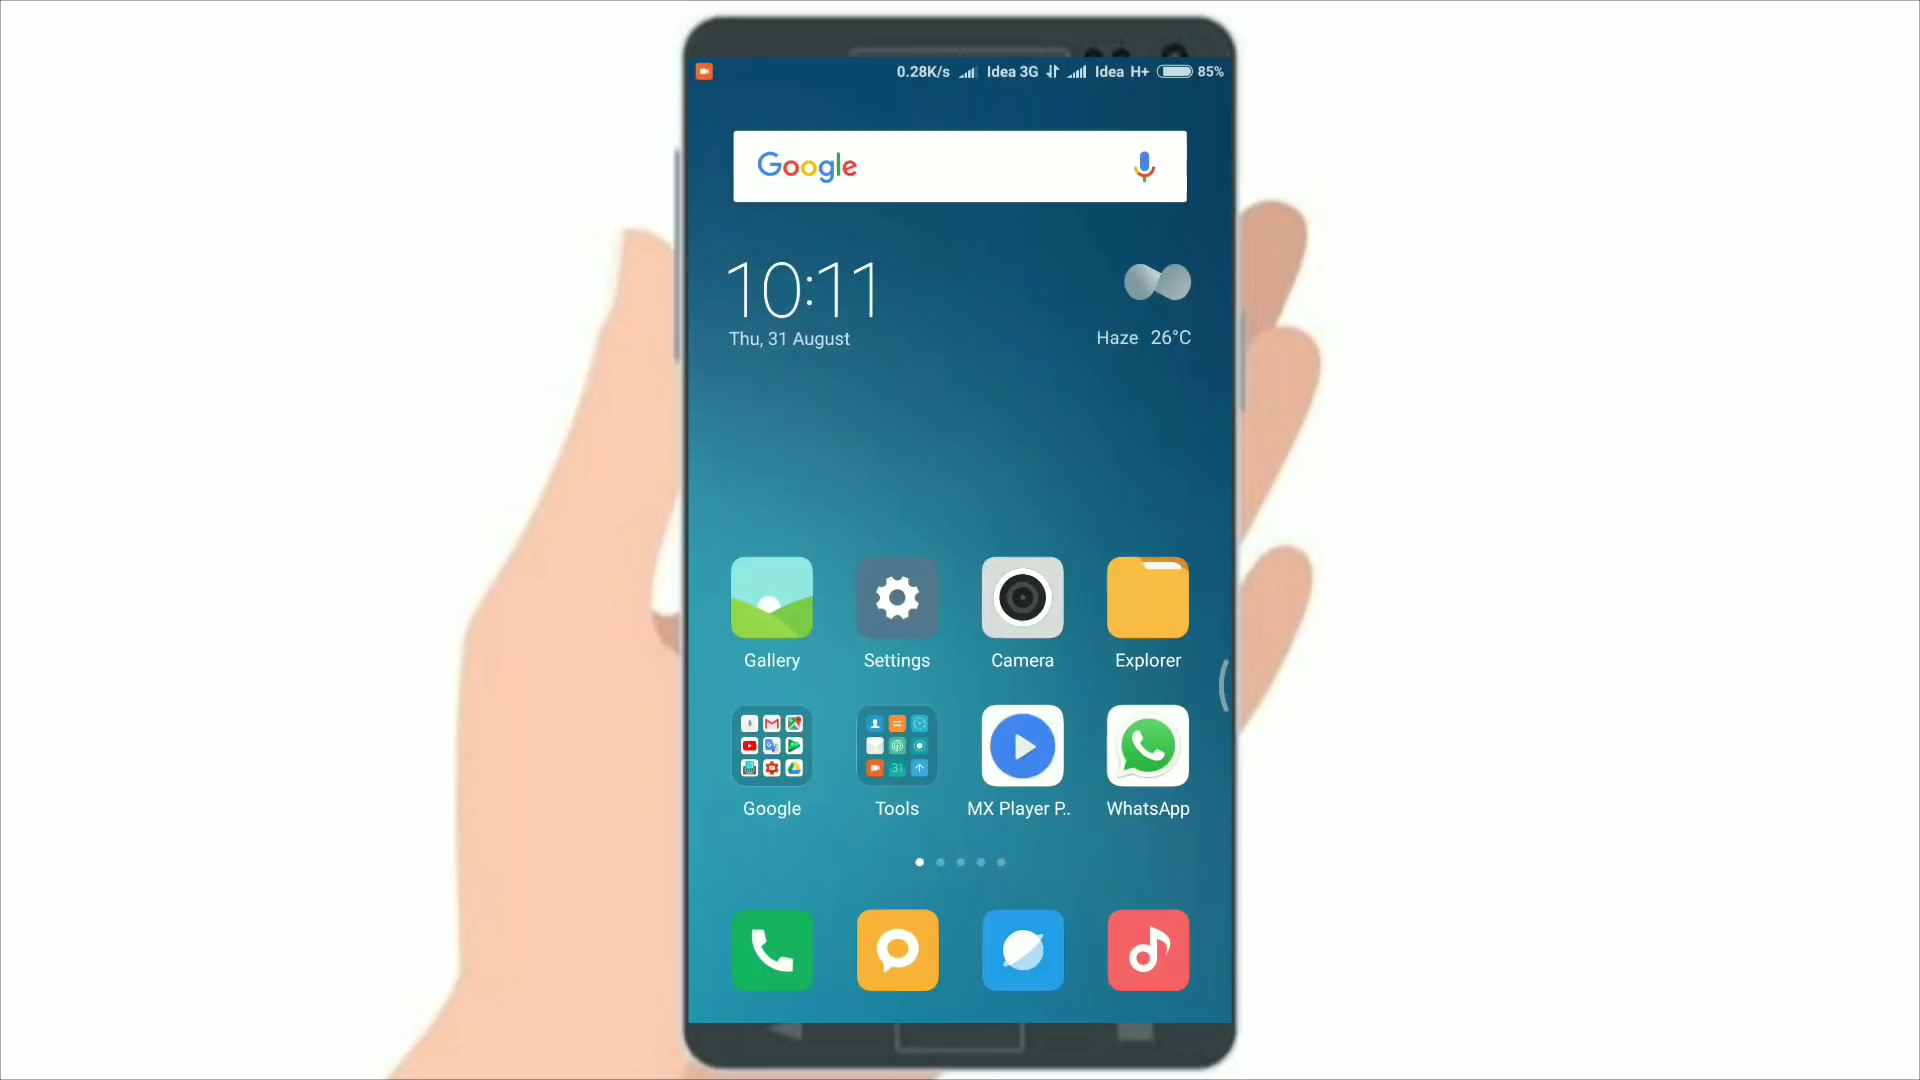 0.28K/s Idea 3G Idea H+ 85%
Google
10:11
Thu, 31 August
Haze 26°C
Gallery Settings Camera Explorer
31
Google Tools MX Player P.. WhatsApp